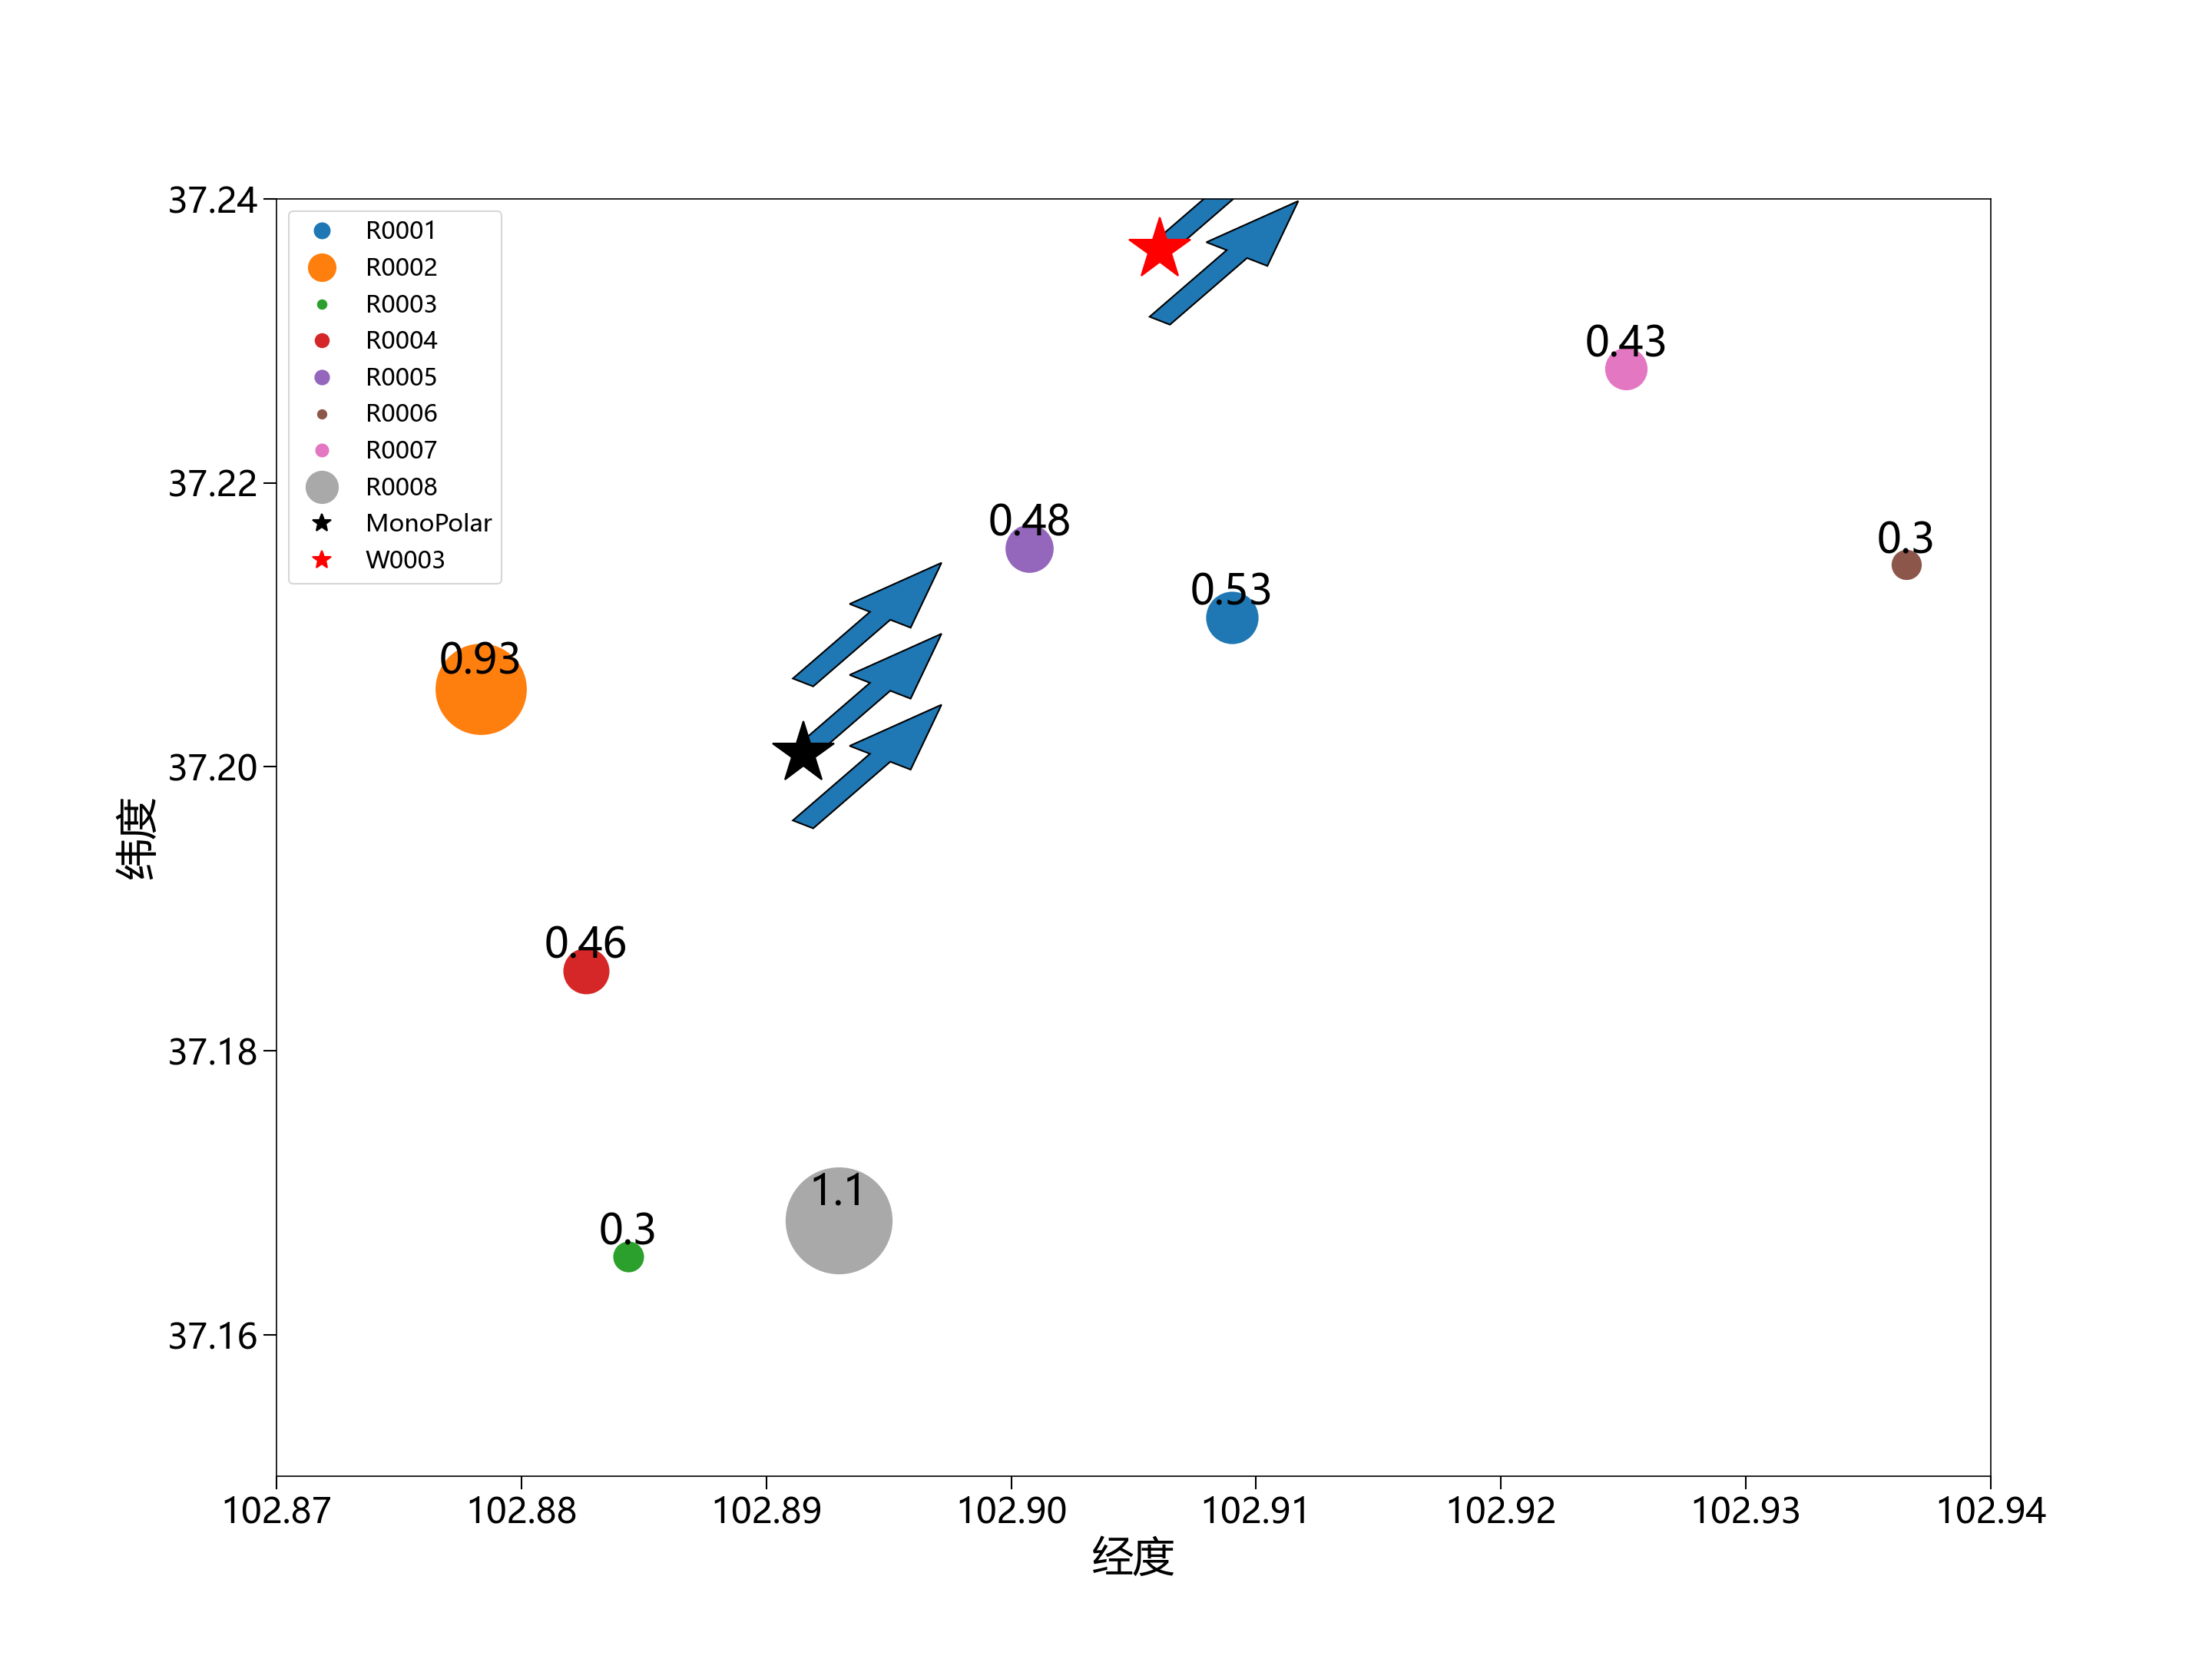 37.24
37.22
37.20
37.18
37.16
纬度
R0001
R0002
R0003
R0004
R0005
R0006
R0007
R0008
MonoPolar
W0003
0.43
0.48
0.3
0.53
0.93
0.46
1.1
0.3
102.87 102.88 102.89 102.90 102.91 102.92 102.93 102.94
经度